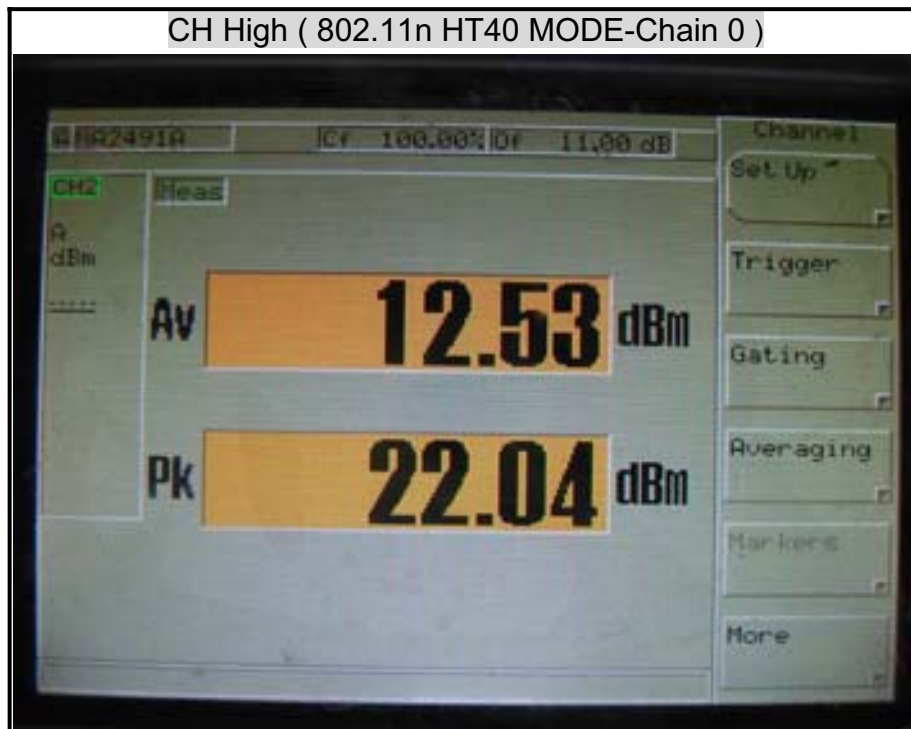 CH High ( 802.11n HT40 MODE-Chain 0 )
MA2491A Cf 100.00% Of 11.00 dB
Channel
CH2
Meas
Set Up
A
dBm
-----
Trigger
Av 12.53 dBm
Gating
Pk 22.04 dBm
Averaging
Markers
More